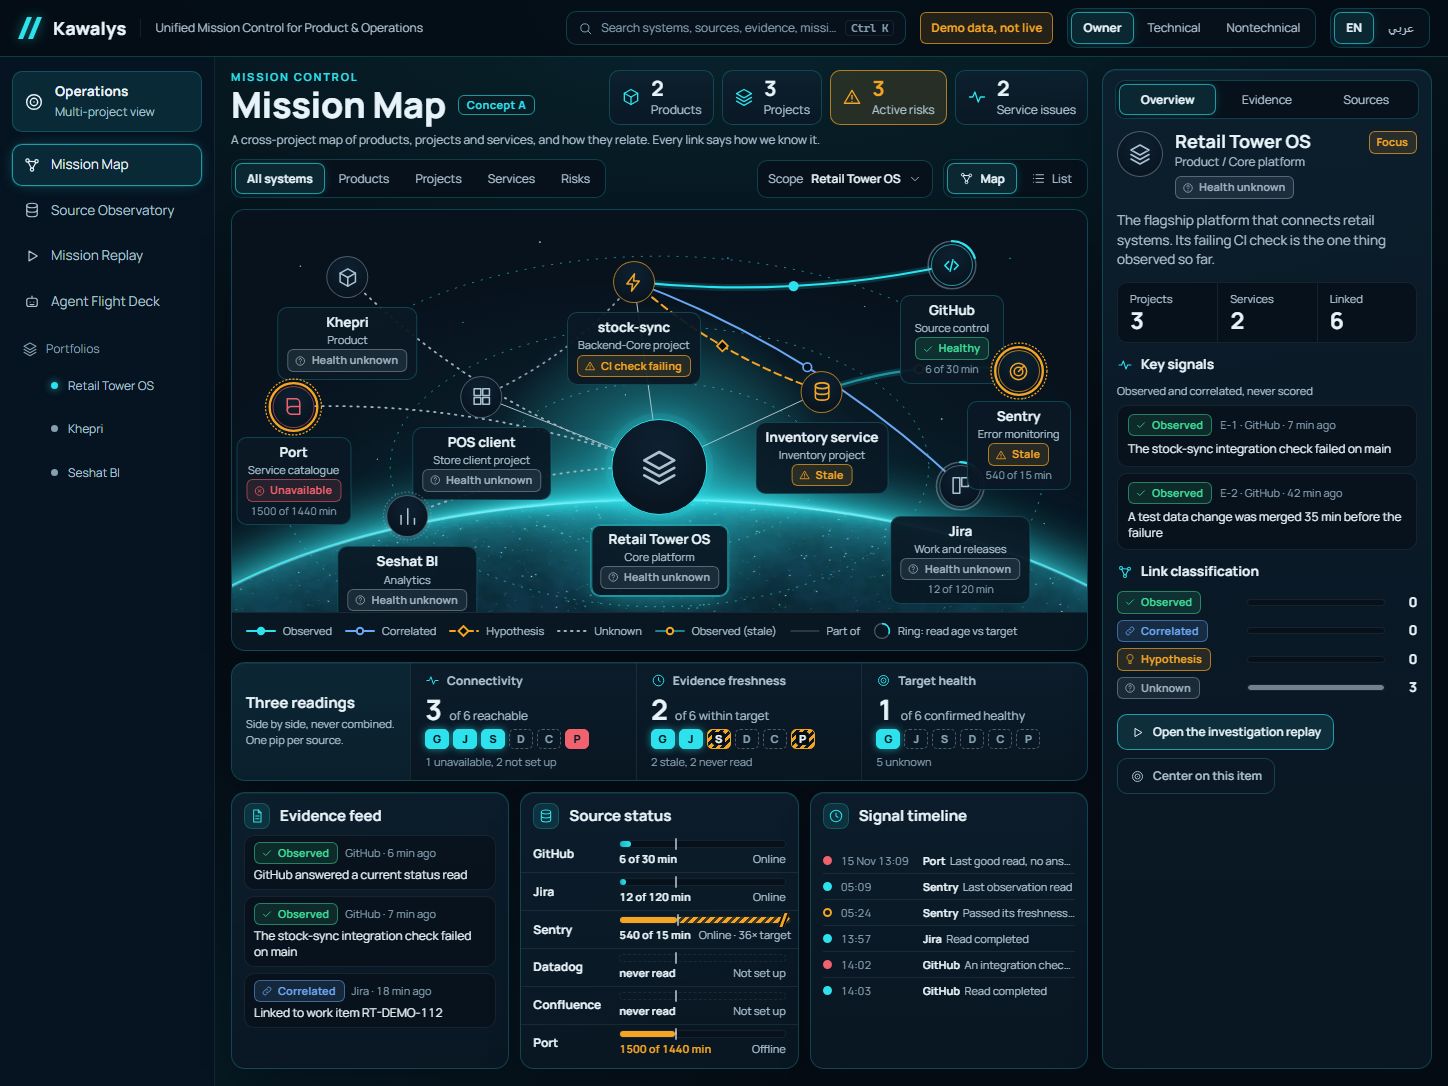 Kawalys
Unified Mission Control for Product & Operations
Search systems, sources, evidence, missi...
Ctrl K
Demo data, not live
Owner
Technical
Nontechnical
EN
عربي
Operations
Multi-project view
Mission Map
Source Observatory
Mission Replay
Agent Flight Deck
Portfolios
Retail Tower OS
Khepri
Seshat BI
MISSION CONTROL
Mission Map
Concept A
2
Products
3
Projects
3
Active risks
2
Service issues
A cross-project map of products, projects and services, and how they relate. Every link says how we know it.
All systems
Products
Projects
Services
Risks
Scope Retail Tower OS
Map
List
Khepri
Product
Health unknown
stock-sync
Backend-Core project
CI check failing
GitHub
Source control
Healthy
6 of 30 min
Port
Service catalogue
Unavailable
1500 of 1440 min
POS client
Store client project
Health unknown
Inventory service
Inventory project
Stale
Sentry
Error monitoring
Stale
540 of 15 min
Seshat BI
Analytics
Health unknown
Retail Tower OS
Core platform
Health unknown
Jira
Work and releases
Health unknown
12 of 120 min
Observed
Correlated
Hypothesis
Unknown
Observed (stale)
Part of
Ring: read age vs target
Three readings
Side by side, never combined.
One pip per source.
Connectivity
3 of 6 reachable
G J S D C P
1 unavailable, 2 not set up
Evidence freshness
2 of 6 within target
G J S D C P
2 stale, 2 never read
Target health
1 of 6 confirmed healthy
G J S D C P
5 unknown
Evidence feed
Observed GitHub · 6 min ago
GitHub answered a current status read
Observed GitHub · 7 min ago
The stock-sync integration check failed
on main
Correlated Jira · 18 min ago
Linked to work item RT-DEMO-112
Source status
GitHub
6 of 30 min Online
Jira
12 of 120 min Online
Sentry
540 of 15 min Online · 36× target
Datadog
never read Not set up
Confluence
never read Not set up
Port
1500 of 1440 min Offline
Signal timeline
15 Nov 13:09 Port Last good read, no ans...
05:09 Sentry Last observation read
05:24 Sentry Passed its freshness...
13:57 Jira Read completed
14:02 GitHub An integration chec...
14:03 GitHub Read completed
Overview
Evidence
Sources
Retail Tower OS
Focus
Product / Core platform
Health unknown
The flagship platform that connects retail
systems. Its failing CI check is the one thing
observed so far.
Projects
3
Services
2
Linked
6
Key signals
Observed and correlated, never scored
Observed E-1 · GitHub · 7 min ago
The stock-sync integration check failed on main
Observed E-2 · GitHub · 42 min ago
A test data change was merged 35 min before the
failure
Link classification
Observed 0
Correlated 0
Hypothesis 0
Unknown 3
Open the investigation replay
Center on this item